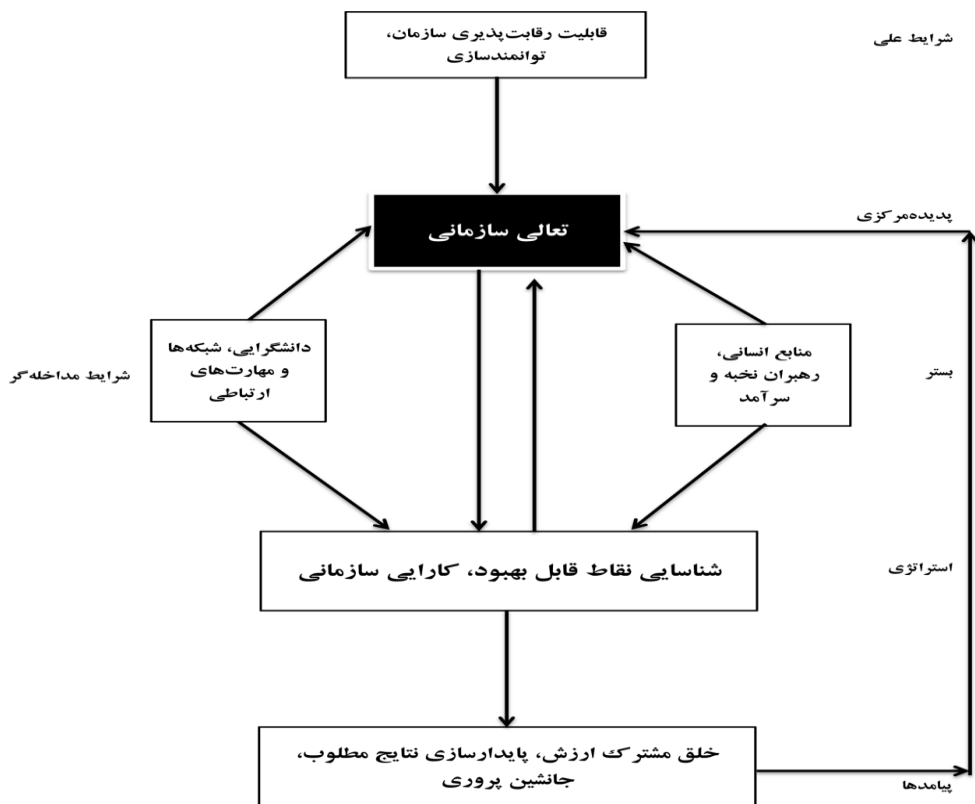 شرایط علی
قابلیت رقابت‌پذیری سازمان،
توانمندسازی
پدیده‌مرکزی
تعالی سازمانی
بستر
منابع انسانی،
رهبران نخبه و
سرآمد
دانشگرایی، شبکه‌ها
و مهارت‌های
ارتباطی
شرایط مداخله‌گر
استراتژی
شناسایی نقاط قابل بهبود، کارایی سازمانی
خلق مشترک ارزش، پایدارسازی نتایج مطلوب،
جانشین پروری
پیامدها